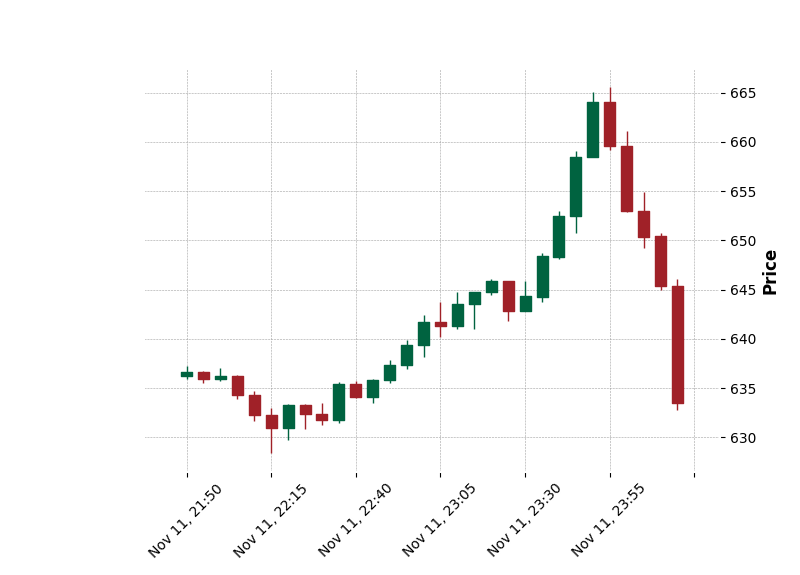 665
660
655
650
645
640
635
630
Price
Nov 11, 21:50
Nov 11, 22:15
Nov 11, 22:40
Nov 11, 23:05
Nov 11, 23:30
Nov 11, 23:55